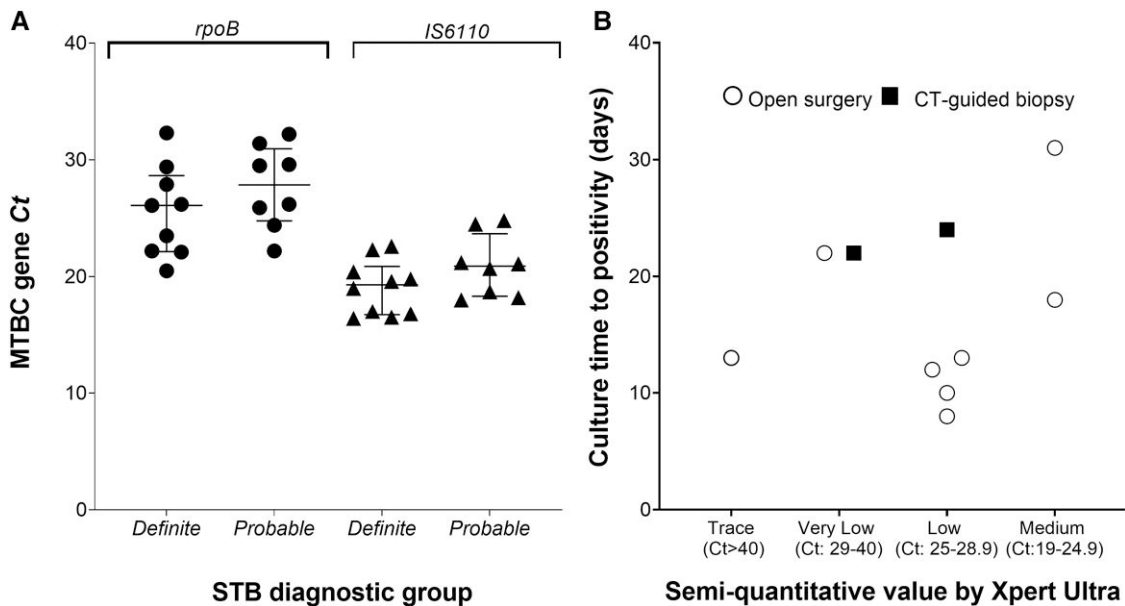 A
rpoB
IS6110
40
30
20
10
0
MTBC gene Ct
Definite Probable Definite Probable
STB diagnostic group
B
40
30
20
10
0
Culture time to positivity (days)
Open surgery CT-guided biopsy
Trace Very Low Low Medium
(Ct>40) (Ct: 29-40) (Ct: 25-28.9) (Ct:19-24.9)
Semi-quantitative value by Xpert Ultra